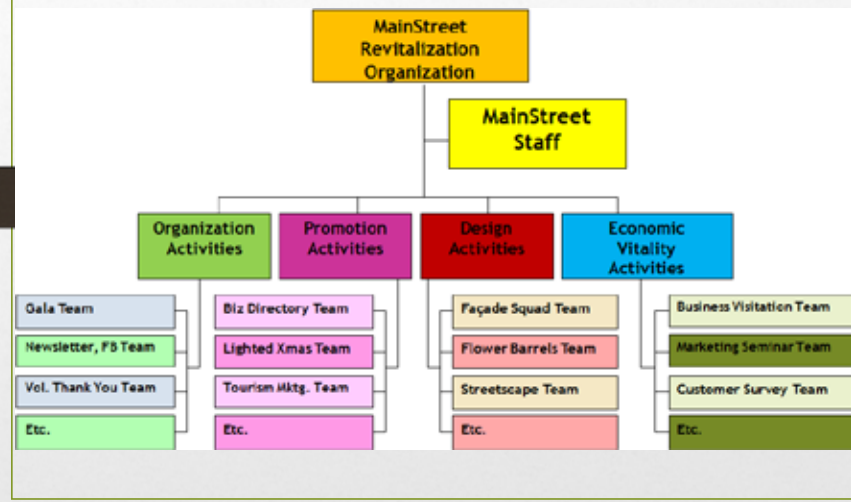 MainStreet
Revitalization
Organization
MainStreet
Staff
Organization
Activities
Promotion
Activities
Design
Activities
Economic
Vitality
Activities
Gala Team
Newsletter, FB Team
Vol. Thank You Team
Etc.
Biz Directory Team
Lighted Xmas Team
Tourism Mktg. Team
Etc.
Façade Squad Team
Flower Barrels Team
Streetscape Team
Etc.
Business Visitation Team
Marketing Seminar Team
Customer Survey Team
Etc.